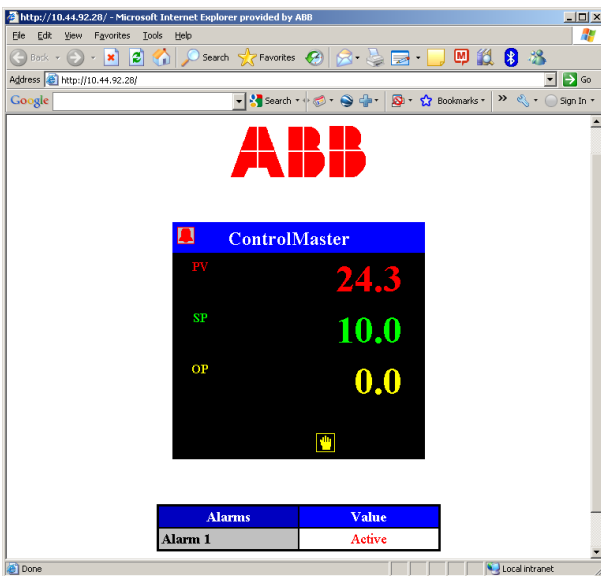 http://10.44.92.28/ - Microsoft Internet Explorer provided by ABB
File Edit View Favorites Tools Help
Back Search Favorites
Address http://10.44.92.28/ Go
Google Search Bookmarks Sign In
ABB
ControlMaster
PV 24.3
SP 10.0
OP 0.0
Alarms Value
Alarm 1 Active
Done Local intranet